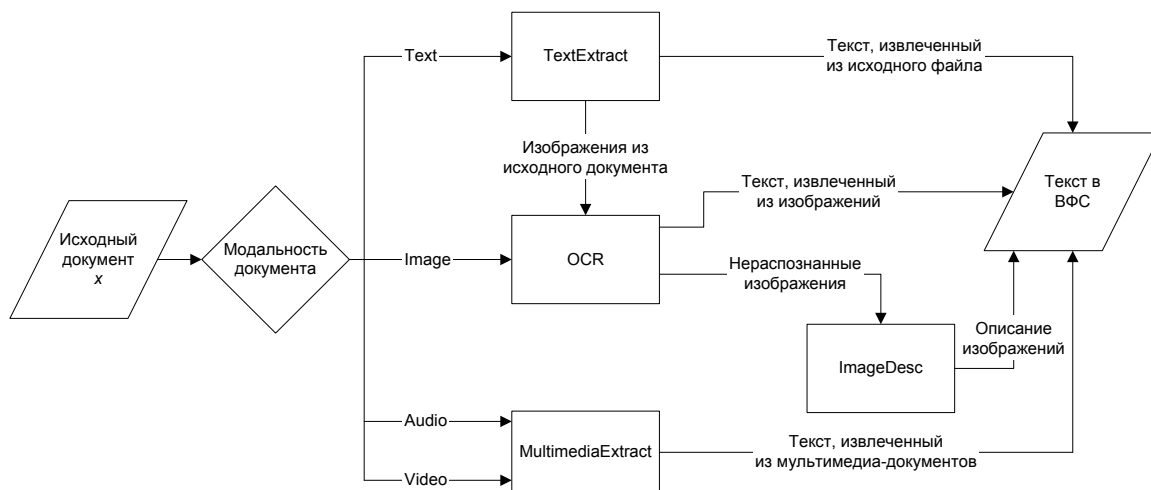 Text
TextExtract
Текст, извлеченный
из исходного файла
Изображения из
исходного документа
Исходный
документ
x
Модальность
документа
Image
OCR
Текст, извлеченный
из изображений
Текст в
ВФС
Нераспознанные
изображения
ImageDesc
Описание
изображений
Audio
Video
MultimediaExtract
Текст, извлеченный
из мультимедиа-документов